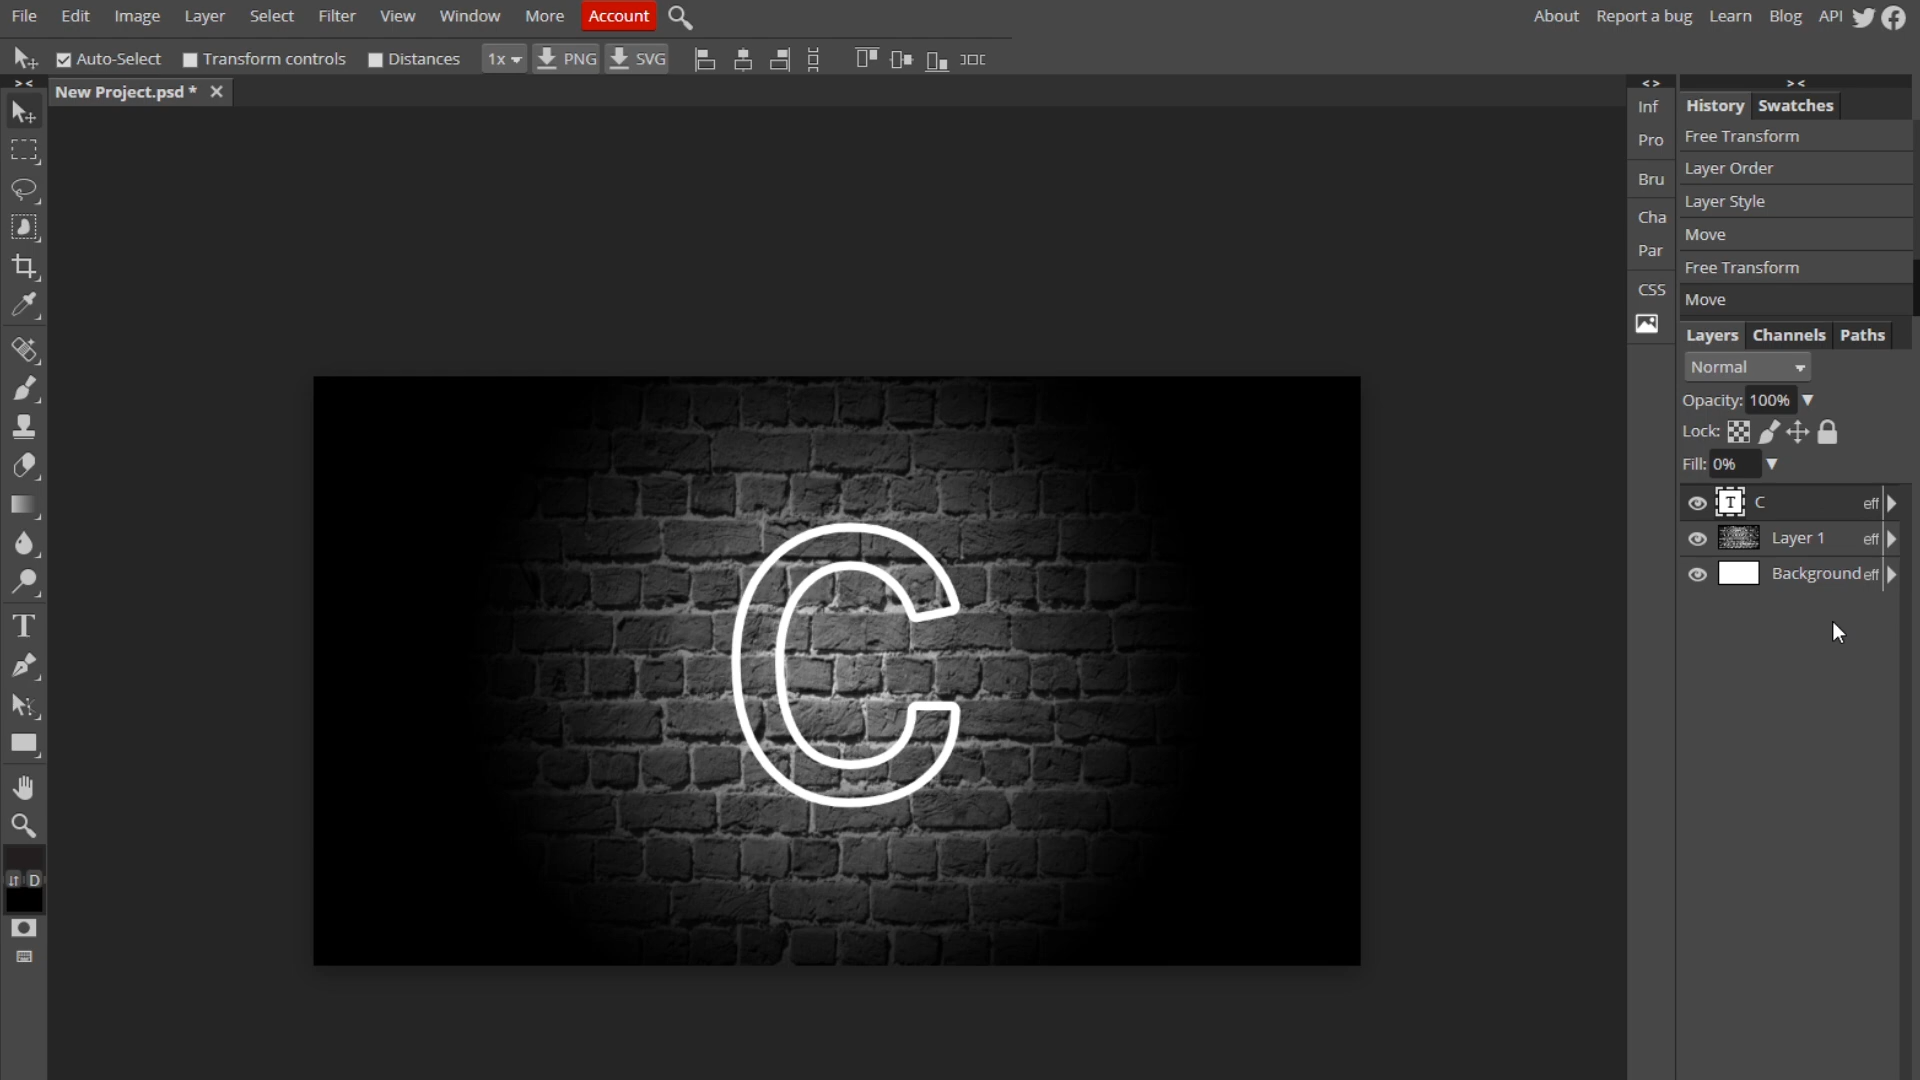 File Edit Image Layer Select Filter View Window More Account
About Report a bug Learn Blog API
Auto-Select Transform controls Distances 1x PNG SVG
> <
New Project.psd *
< >
> <
Inf
Pro
Bru
Cha
Par
CSS
History Swatches
Free Transform
Layer Order
Layer Style
Move
Free Transform
Move
Layers Channels Paths
Normal
Opacity: 100%
Lock:
Fill: 0%
T C eff
Layer 1 eff
Background eff
C
T
D